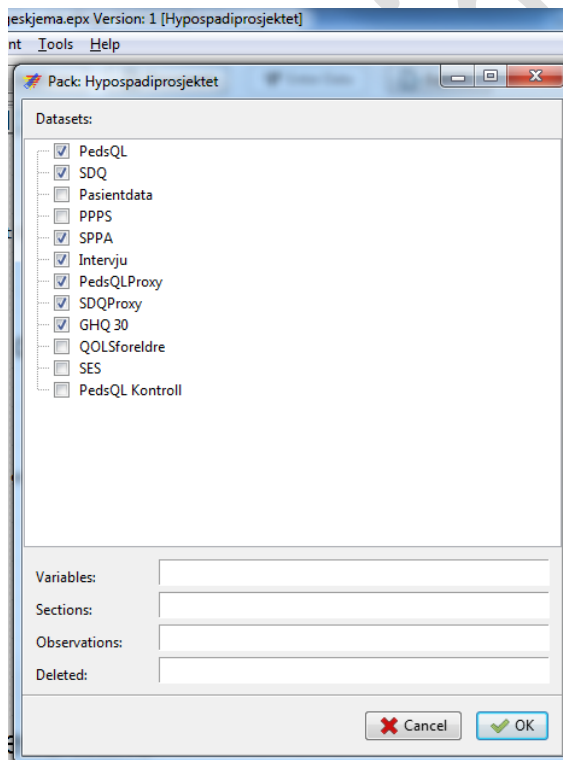 geskjema.epx Version: 1 [Hypospadiprosjektet]
nt Tools Help
Pack: Hypospadiprosjektet
Datasets:
PedsQL
SDQ
Pasientdata
PPPS
SPPA
Intervju
PedsQLProxy
SDQProxy
GHQ 30
QOLSforeldre
SES
PedsQL Kontroll
Variables:
Sections:
Observations:
Deleted:
Cancel OK